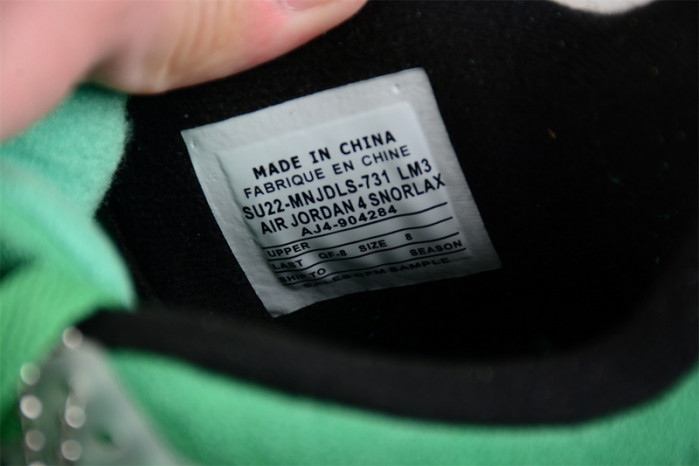 MADE IN CHINA
FABRIQUE EN CHINE
SU22-MNJDLS-731 LM3
AIR JORDAN 4 SNORLAX
AJ4-904284
UPPER
LAST QF-8 SIZE 8
SHIP TO SEASON
SAMPLE